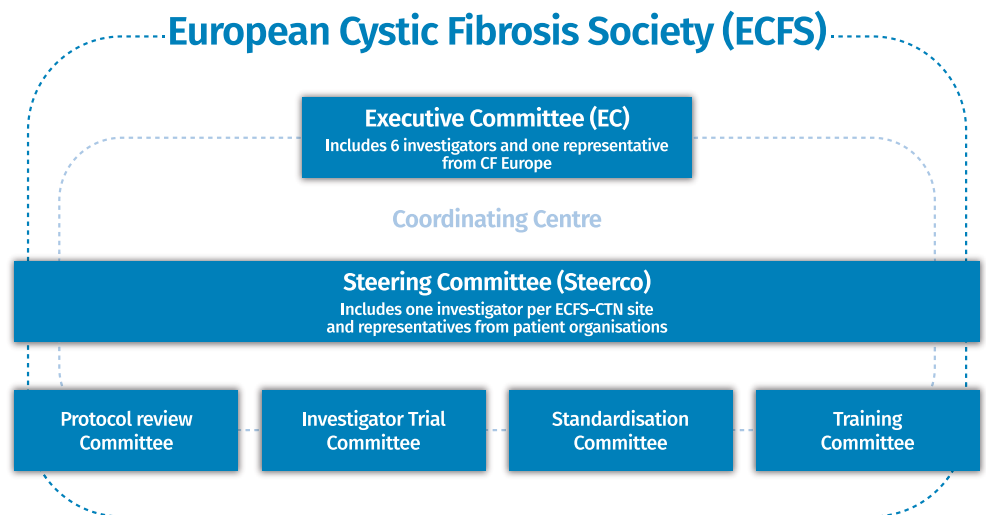 European Cystic Fibrosis Society (ECFS)
Executive Committee (EC)
Includes 6 investigators and one representative
from CF Europe
Coordinating Centre
Steering Committee (Steerco)
Includes one investigator per ECFS-CTN site
and representatives from patient organisations
Protocol review
Committee
Investigator Trial
Committee
Standardisation
Committee
Training
Committee